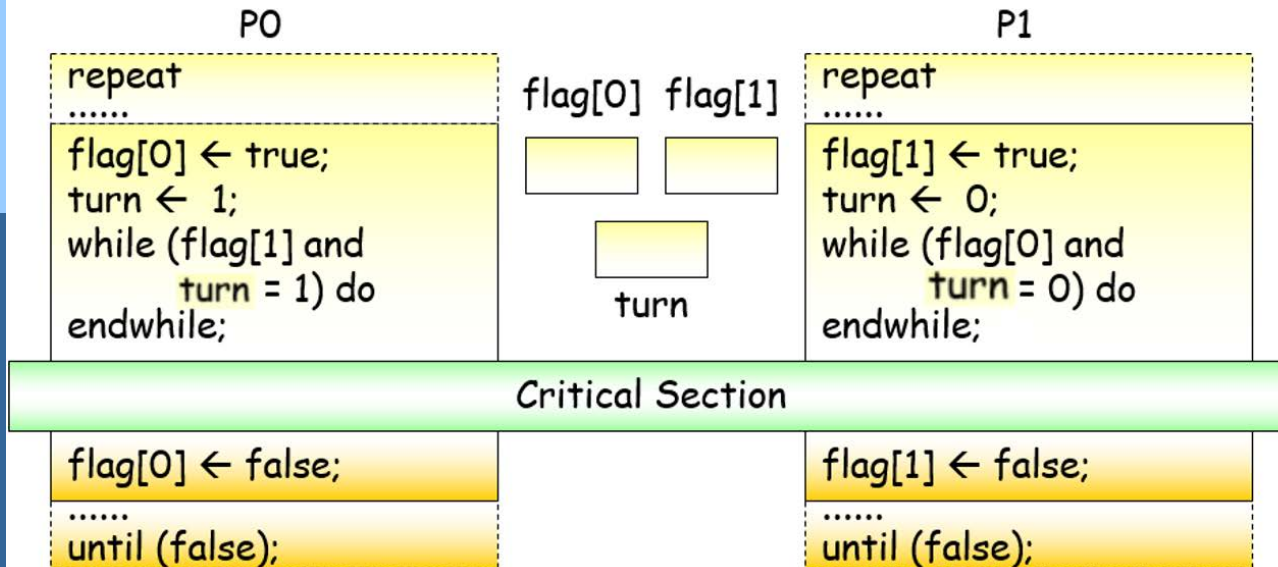 P0
repeat
......
flag[0] ← true;
turn ← 1;
while (flag[1] and
turn = 1) do
endwhile;
flag[0] flag[1]
turn
P1
repeat
......
flag[1] ← true;
turn ← 0;
while (flag[0] and
turn = 0) do
endwhile;
Critical Section
flag[0] ← false;
......
until (false);
flag[1] ← false;
......
until (false);